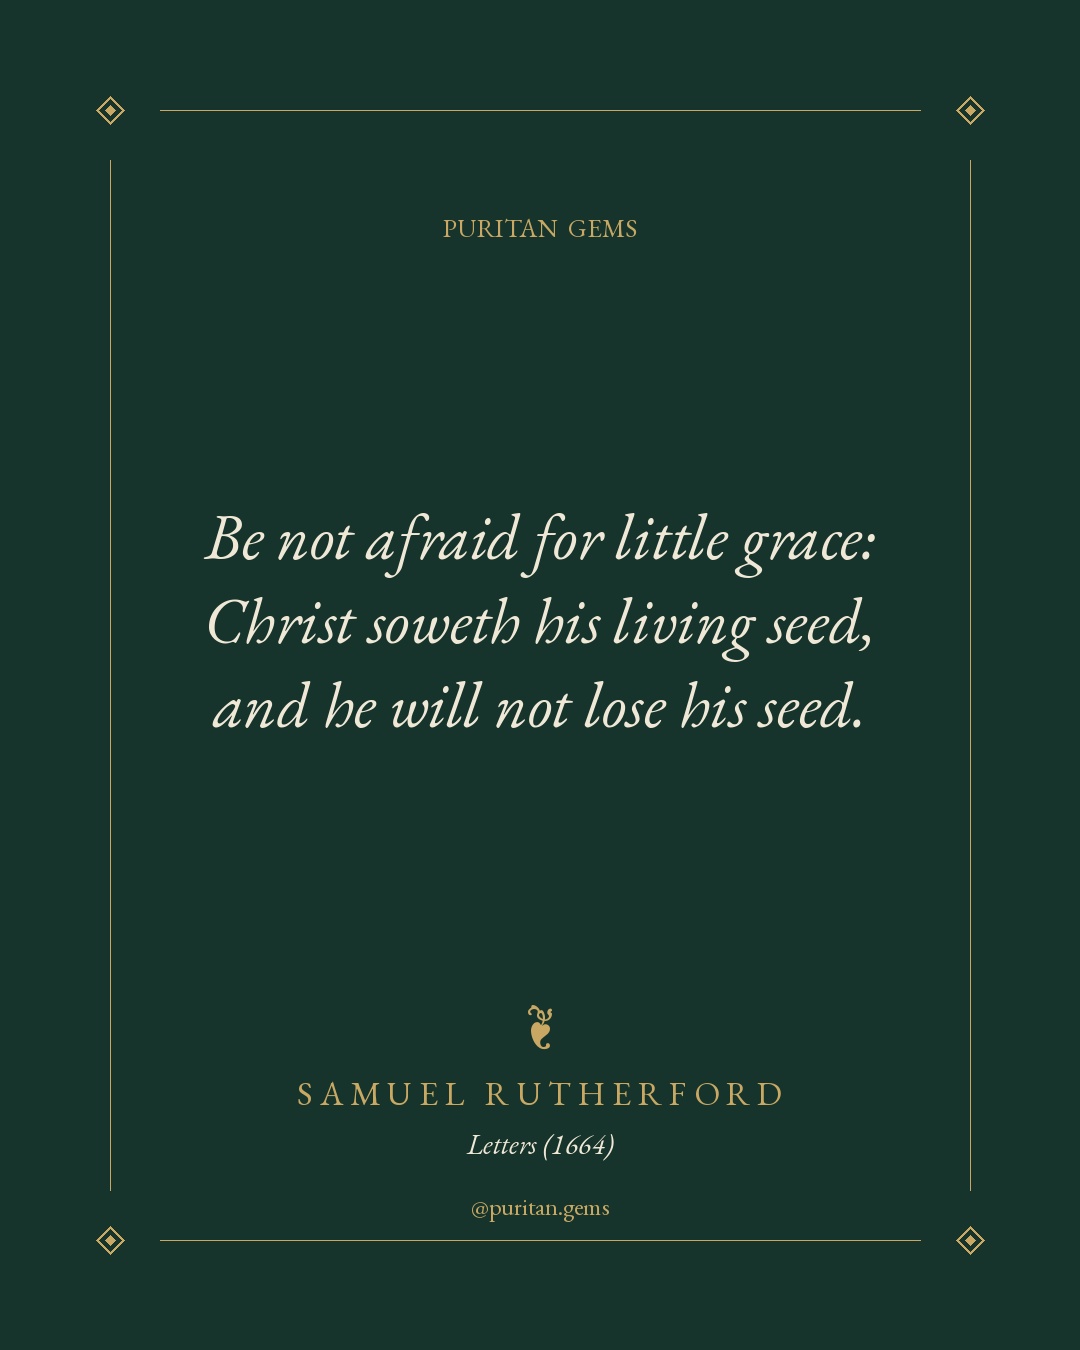 PURITAN GEMS
Be not afraid for little grace:
Christ soweth his living seed,
and he will not lose his seed.
SAMUEL RUTHERFORD
Letters (1664)
@puritan.gems